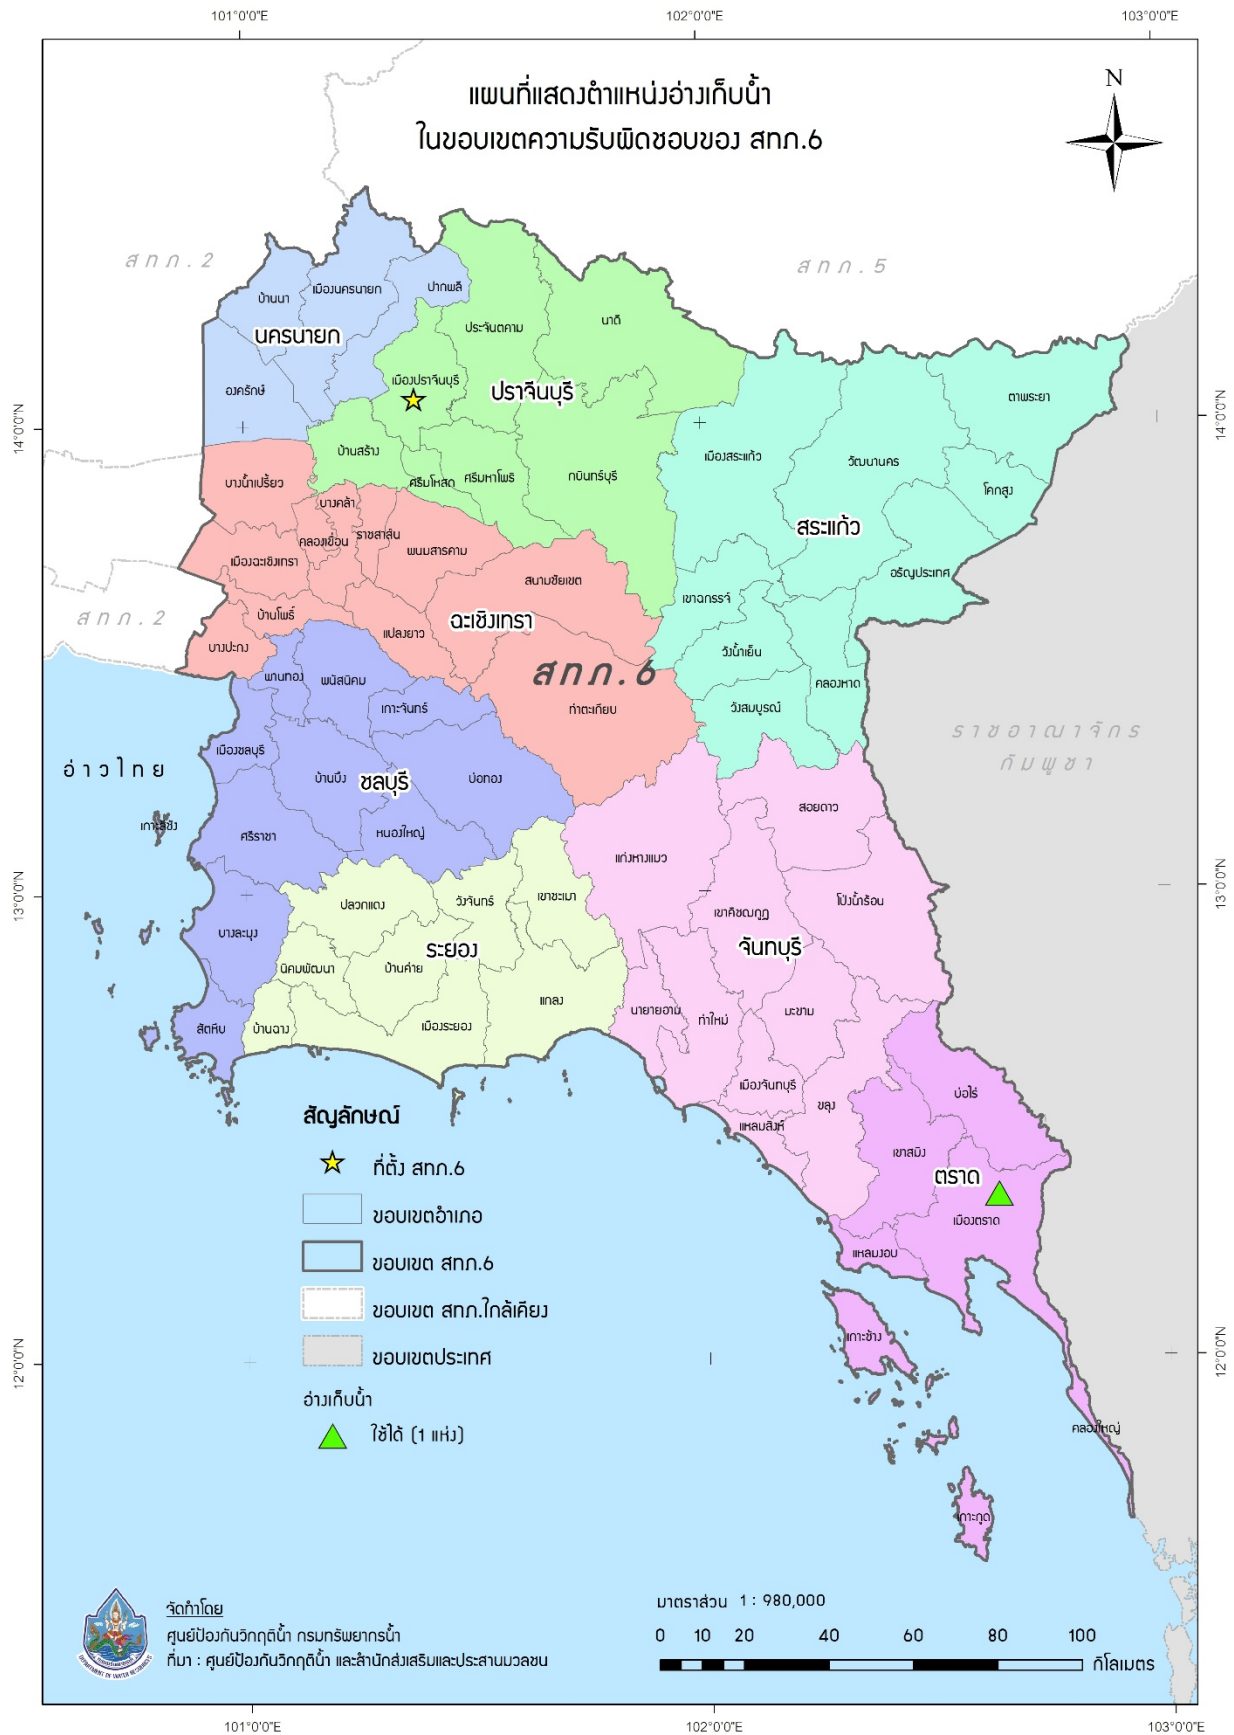 101°0'0"E
102°0'0"E
103°0'0"E
แผนที่แสดงตำแหน่งอ่างเก็บน้ำ
ในขอบเขตความรับผิดชอบของ สทภ.6
N
สทภ.2
สทภ.5
บ้านนา
เมืองนครนายก
ปากพลี
นครนายก
องครักษ์
ประจันตคาม
นาดี
เมืองปราจีนบุรี
ปราจีนบุรี
บ้านสร้าง
ศรีมโหสถ
ศรีมหาโพธิ
กบินทร์บุรี
14°0'0"N
14°0'0"N
ตาพระยา
เมืองสระแก้ว
วัฒนานคร
โคกสูง
สระแก้ว
อรัญประเทศ
เขาฉกรรจ์
วังน้ำเย็น
คลองหาด
วังสมบูรณ์
บางน้ำเปรี้ยว
บางคล้า
คลองเขื่อน
ราชสาส์น
พนมสารคาม
เมืองฉะเชิงเทรา
สนามชัยเขต
บ้านโพธิ์
แปลงยาว
ฉะเชิงเทรา
บางปะกง
สทภ.2
สทภ.6
ท่าตะเกียบ
พานทอง
พนัสนิคม
เกาะจันทร์
เมืองชลบุรี
บ้านบึง
ชลบุรี
บ่อทอง
อ่าวไทย
เกาะสีชัง
ศรีราชา
หนองใหญ่
บางละมุง
สัตหีบ
ราชอาณาจักร
กัมพูชา
13°0'0"N
13°0'0"N
ปลวกแดง
วังจันทร์
เขาชะเมา
ระยอง
นิคมพัฒนา
บ้านค่าย
แกลง
บ้านฉาง
เมืองระยอง
สอยดาว
แก่งหางแมว
โป่งน้ำร้อน
เขาคิชฌกูฏ
จันทบุรี
นายายอาม
ท่าใหม่
มะขาม
เมืองจันทบุรี
ขลุง
แหลมสิงห์
บ่อไร่
เขาสมิง
ตราด
เมืองตราด
แหลมงอบ
เกาะช้าง
คลองใหญ่
เกาะกูด
12°0'0"N
12°0'0"N
สัญลักษณ์
ที่ตั้ง สทภ.6
ขอบเขตอำเภอ
ขอบเขต สทภ.6
ขอบเขต สทภ.ใกล้เคียง
ขอบเขตประเทศ
อ่างเก็บน้ำ
ใช้ได้ (1 แห่ง)
จัดทำโดย
ศูนย์ป้องกันวิกฤติน้ำ กรมทรัพยากรน้ำ
ที่มา : ศูนย์ป้องกันวิกฤติน้ำ และสำนักส่งเสริมและประสานมวลชน
DEPARTMENT OF WATER RESOURCES
มาตราส่วน 1 : 980,000
0 10 20 40 60 80 100
กิโลเมตร
101°0'0"E
102°0'0"E
103°0'0"E